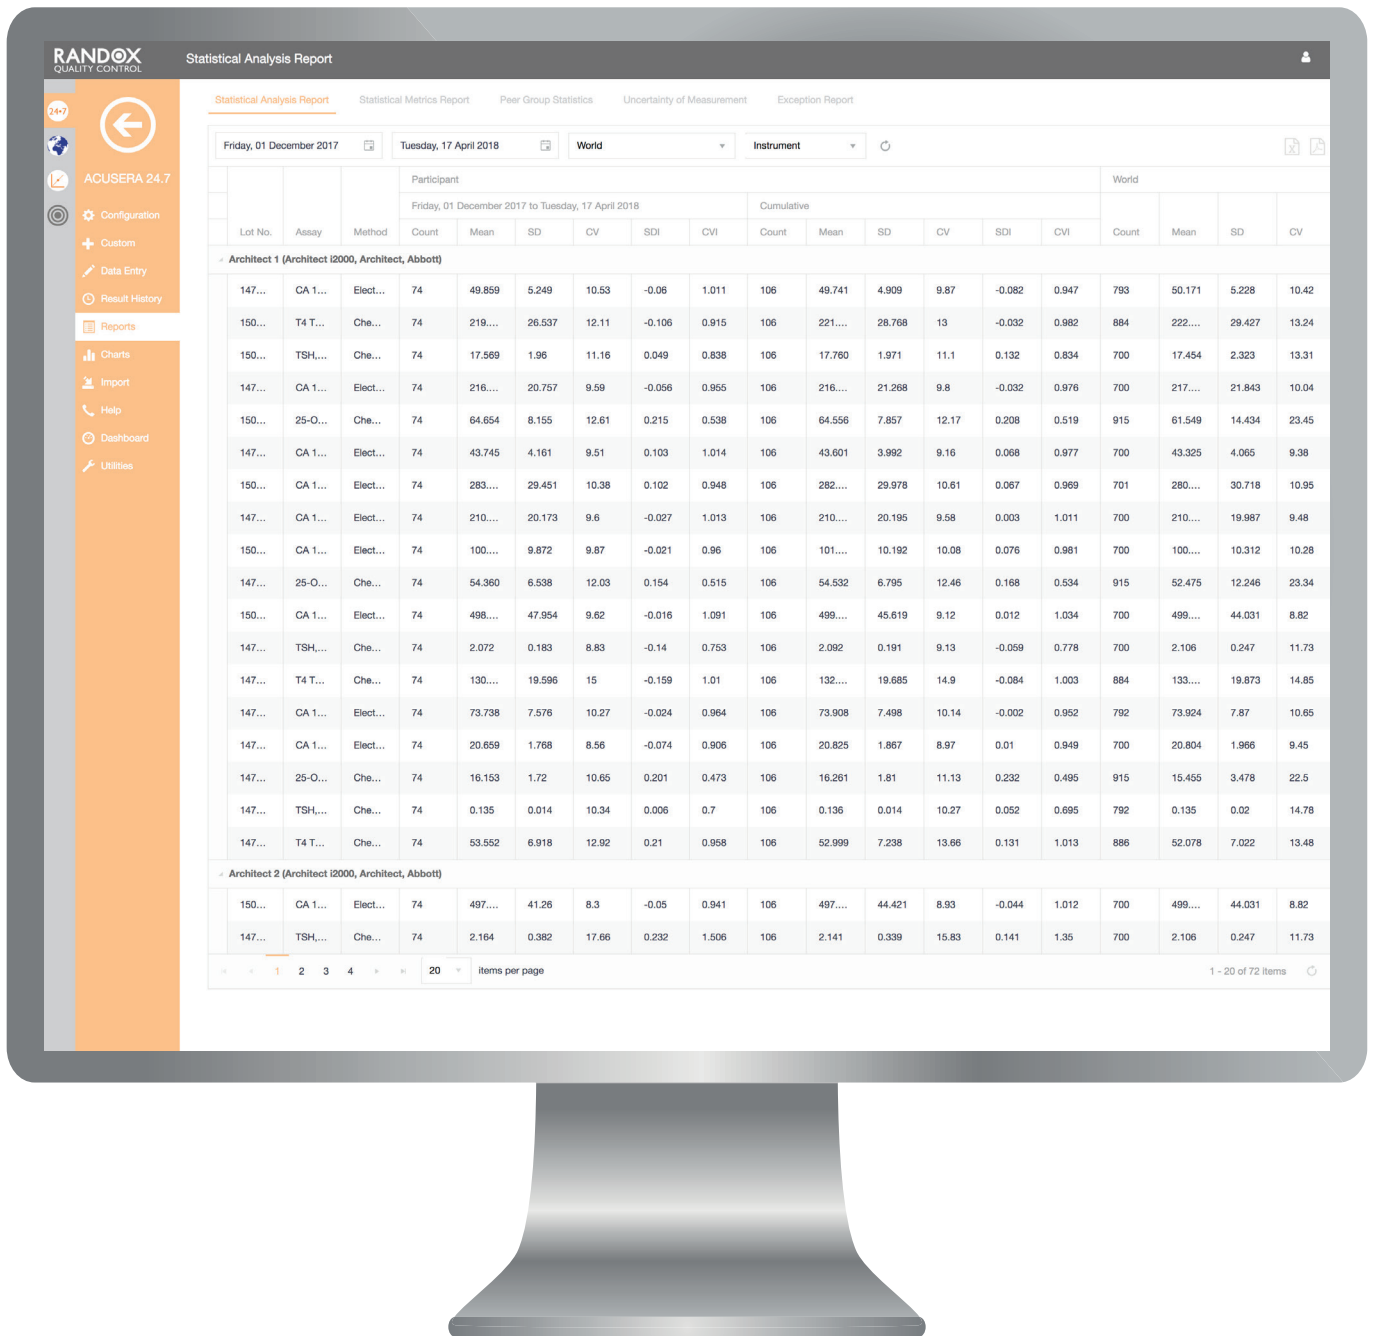 RANDOX
QUALITY CONTROL
Statistical Analysis Report
24•7
ACUSERA 24.7
Configuration
Custom
Data Entry
Result History
Reports
Charts
Import
Help
Dashboard
Utilities
Statistical Analysis Report Statistical Metrics Report Peer Group Statistics Uncertainty of Measurement Exception Report
Friday, 01 December 2017 Tuesday, 17 April 2018 World Instrument
Participant World
Friday, 01 December 2017 to Tuesday, 17 April 2018 Cumulative
Lot No. Assay Method Count Mean SD CV SDI CVI Count Mean SD CV SDI CVI Count Mean SD CV
Architect 1 (Architect i2000, Architect, Abbott)
147... CA 1... Elect... 74 49.859 5.249 10.53 -0.06 1.011 106 49.741 4.909 9.87 -0.082 0.947 793 50.171 5.228 10.42
150... T4 T... Che... 74 219.... 26.537 12.11 -0.106 0.915 106 221.... 28.768 13 -0.032 0.982 884 222.... 29.427 13.24
150... TSH,... Che... 74 17.569 1.96 11.16 0.049 0.838 106 17.760 1.971 11.1 0.132 0.834 700 17.454 2.323 13.31
147... CA 1... Elect... 74 216.... 20.757 9.59 -0.056 0.955 106 216.... 21.268 9.8 -0.032 0.976 700 217.... 21.843 10.04
150... 25-O... Che... 74 64.654 8.155 12.61 0.215 0.538 106 64.556 7.857 12.17 0.208 0.519 915 61.549 14.434 23.45
147... CA 1... Elect... 74 43.745 4.161 9.51 0.103 1.014 106 43.601 3.992 9.16 0.068 0.977 700 43.325 4.065 9.38
150... CA 1... Elect... 74 283.... 29.451 10.38 0.102 0.948 106 282.... 29.978 10.61 0.067 0.969 701 280.... 30.718 10.95
147... CA 1... Elect... 74 210.... 20.173 9.6 -0.027 1.013 106 210.... 20.195 9.58 0.003 1.011 700 210.... 19.987 9.48
150... CA 1... Elect... 74 100.... 9.872 9.87 -0.021 0.96 106 101.... 10.192 10.08 0.076 0.981 700 100.... 10.312 10.28
147... 25-O... Che... 74 54.360 6.538 12.03 0.154 0.515 106 54.532 6.795 12.46 0.168 0.534 915 52.475 12.246 23.34
150... CA 1... Elect... 74 498.... 47.954 9.62 -0.016 1.091 106 499.... 45.619 9.12 0.012 1.034 700 499.... 44.031 8.82
147... TSH,... Che... 74 2.072 0.183 8.83 -0.14 0.753 106 2.092 0.191 9.13 -0.059 0.778 700 2.106 0.247 11.73
147... T4 T... Che... 74 130.... 19.596 15 -0.159 1.01 106 132.... 19.685 14.9 -0.084 1.003 884 133.... 19.873 14.85
147... CA 1... Elect... 74 73.738 7.576 10.27 -0.024 0.964 106 73.908 7.498 10.14 -0.002 0.952 792 73.924 7.87 10.65
147... CA 1... Elect... 74 20.659 1.768 8.56 -0.074 0.906 106 20.825 1.867 8.97 0.01 0.949 700 20.804 1.966 9.45
147... 25-O... Che... 74 16.153 1.72 10.65 0.201 0.473 106 16.261 1.81 11.13 0.232 0.495 915 15.455 3.478 22.5
147... TSH,... Che... 74 0.135 0.014 10.34 0.006 0.7 106 0.136 0.014 10.27 0.052 0.695 792 0.135 0.02 14.78
147... T4 T... Che... 74 53.552 6.918 12.92 0.21 0.958 106 52.999 7.238 13.66 0.131 1.013 886 52.078 7.022 13.48
Architect 2 (Architect i2000, Architect, Abbott)
150... CA 1... Elect... 74 497.... 41.26 8.3 -0.05 0.941 106 497.... 44.421 8.93 -0.044 1.012 700 499.... 44.031 8.82
147... TSH,... Che... 74 2.164 0.382 17.66 0.232 1.506 106 2.141 0.339 15.83 0.141 1.35 700 2.106 0.247 11.73
1 2 3 4 20 items per page 1 - 20 of 72 items